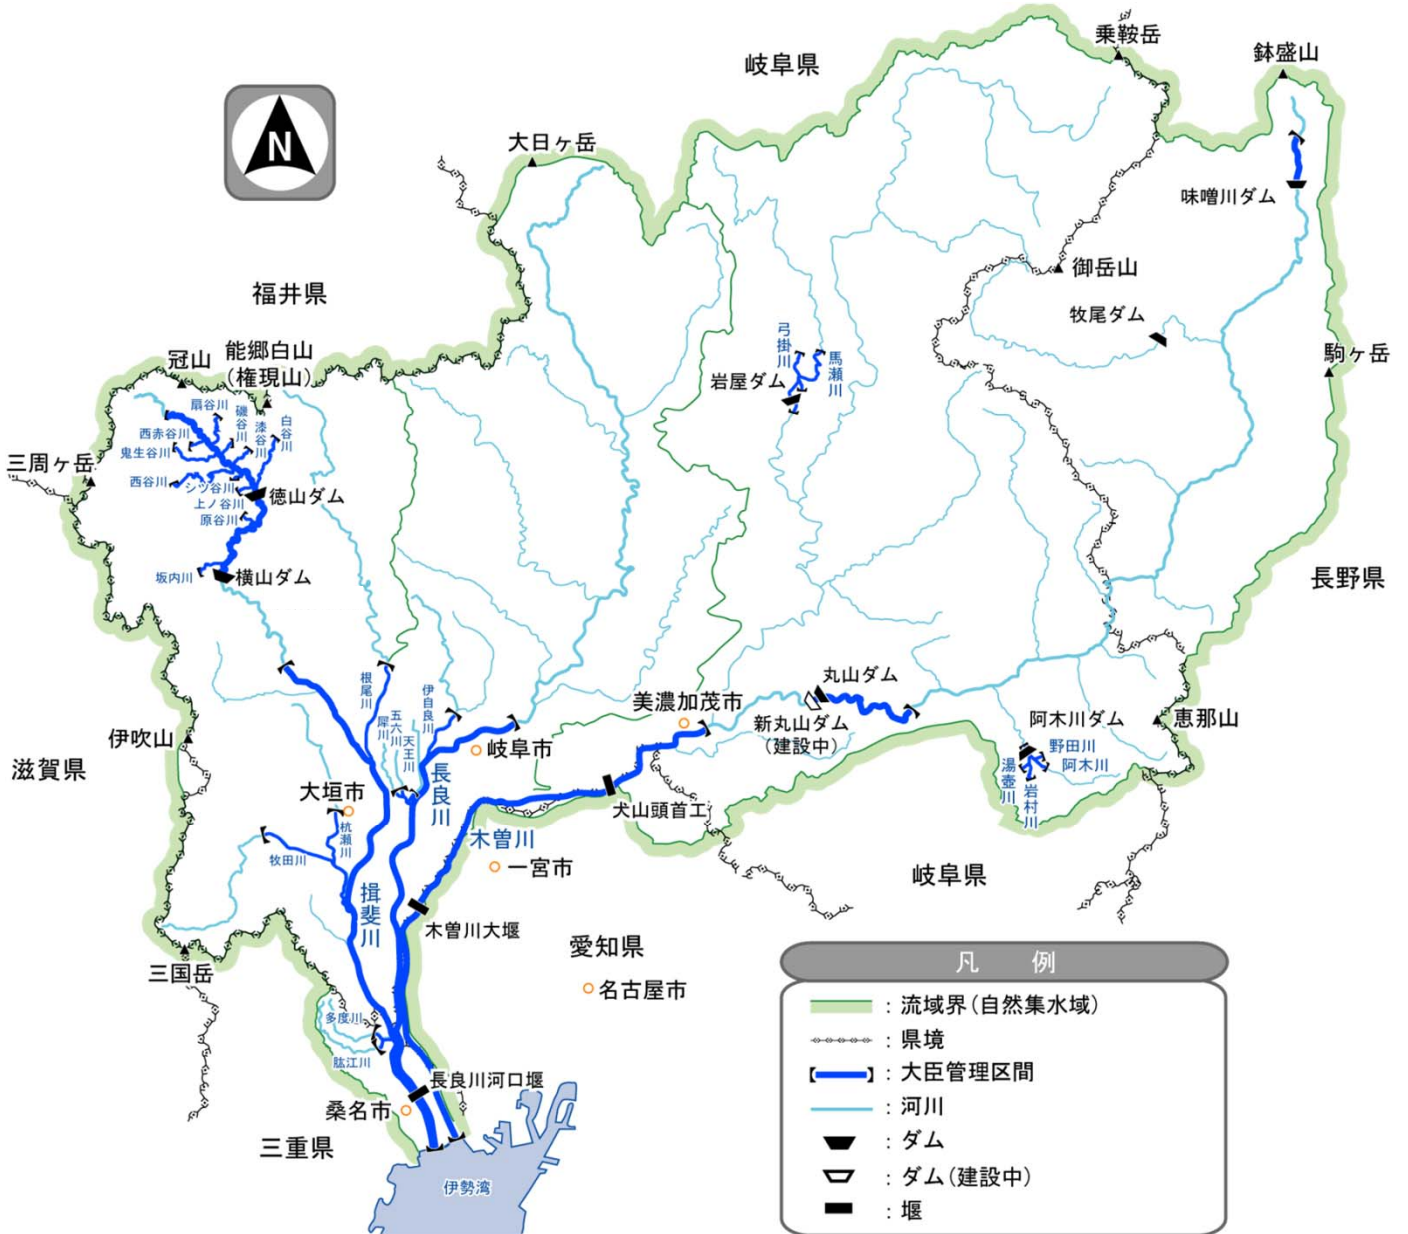 乗鞍岳
鉢盛山
岐阜県
N
大日ヶ岳
味噌川ダム
御岳山
福井県
牧尾ダム
弓掛川
馬瀬川
岩屋ダム
駒ヶ岳
能郷白山
(権現山)
冠山
扇谷川
磯谷川
漆谷川
白谷川
西赤谷川
鬼生谷川
三周ヶ岳
西谷川
シツ谷川
上ノ谷川
原谷川
徳山ダム
坂内川
横山ダム
長野県
根尾川
伊自良川
五六川
犀川
天王川
美濃加茂市
丸山ダム
新丸山ダム
(建設中)
阿木川ダム
恵那山
伊吹山
岐阜市
野田川
阿木川
湯壺川
岩村川
滋賀県
長良川
大垣市
杭瀬川
犬山頭首工
木曽川
牧田川
一宮市
岐阜県
揖斐川
木曽川大堰
愛知県
三国岳
名古屋市
多度川
肱江川
長良川河口堰
桑名市
三重県
伊勢湾
凡 例
：流域界(自然集水域)
：県境
：大臣管理区間
：河川
：ダム
：ダム(建設中)
：堰